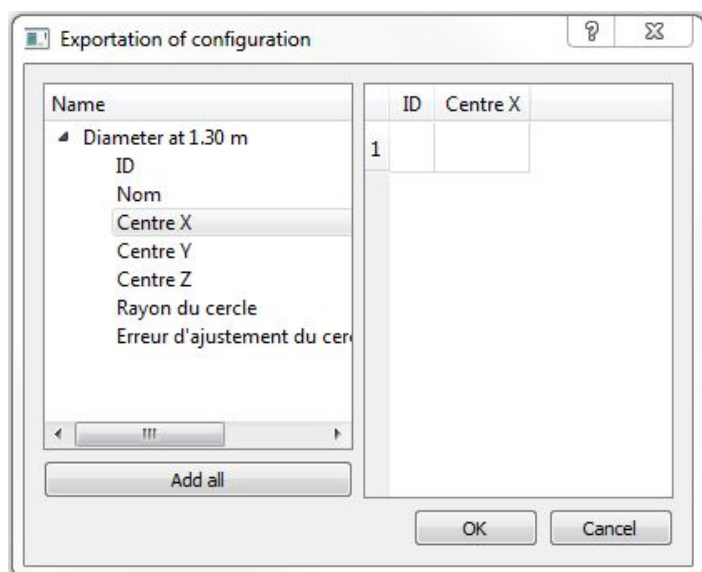 Exportation of configuration
Name
Diameter at 1.30 m
ID
Nom
Centre X
Centre Y
Centre Z
Rayon du cercle
Erreur d'ajustement du cer
Add all
ID Centre X
1
OK Cancel